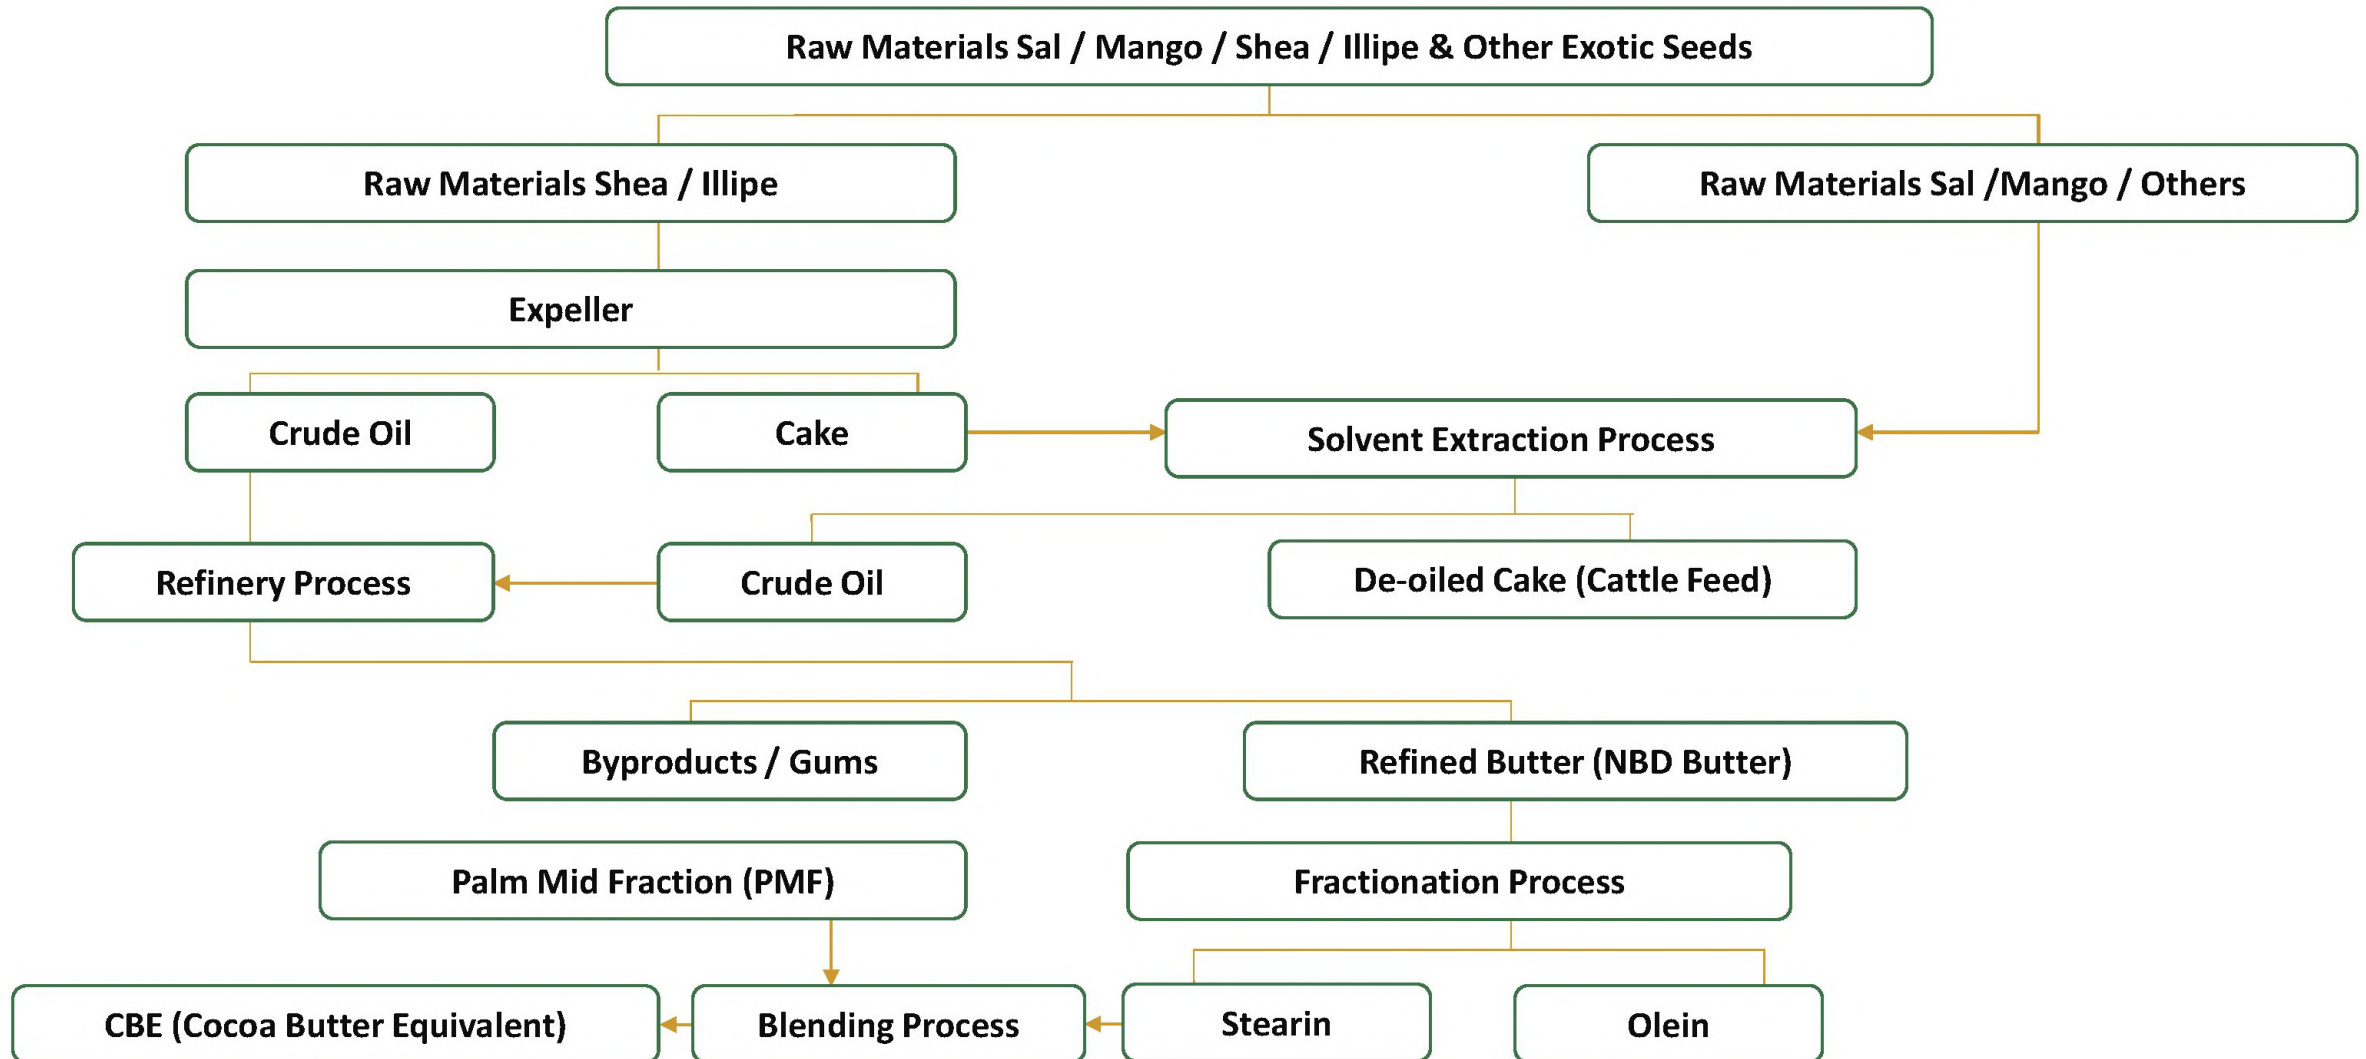 Raw Materials Sal / Mango / Shea / Illipe & Other Exotic Seeds
Raw Materials Shea / Illipe
Raw Materials Sal /Mango / Others
Expeller
Crude Oil
Cake
Solvent Extraction Process
Refinery Process
Crude Oil
De-oiled Cake (Cattle Feed)
Byproducts / Gums
Refined Butter (NBD Butter)
Palm Mid Fraction (PMF)
Fractionation Process
CBE (Cocoa Butter Equivalent)
Blending Process
Stearin
Olein